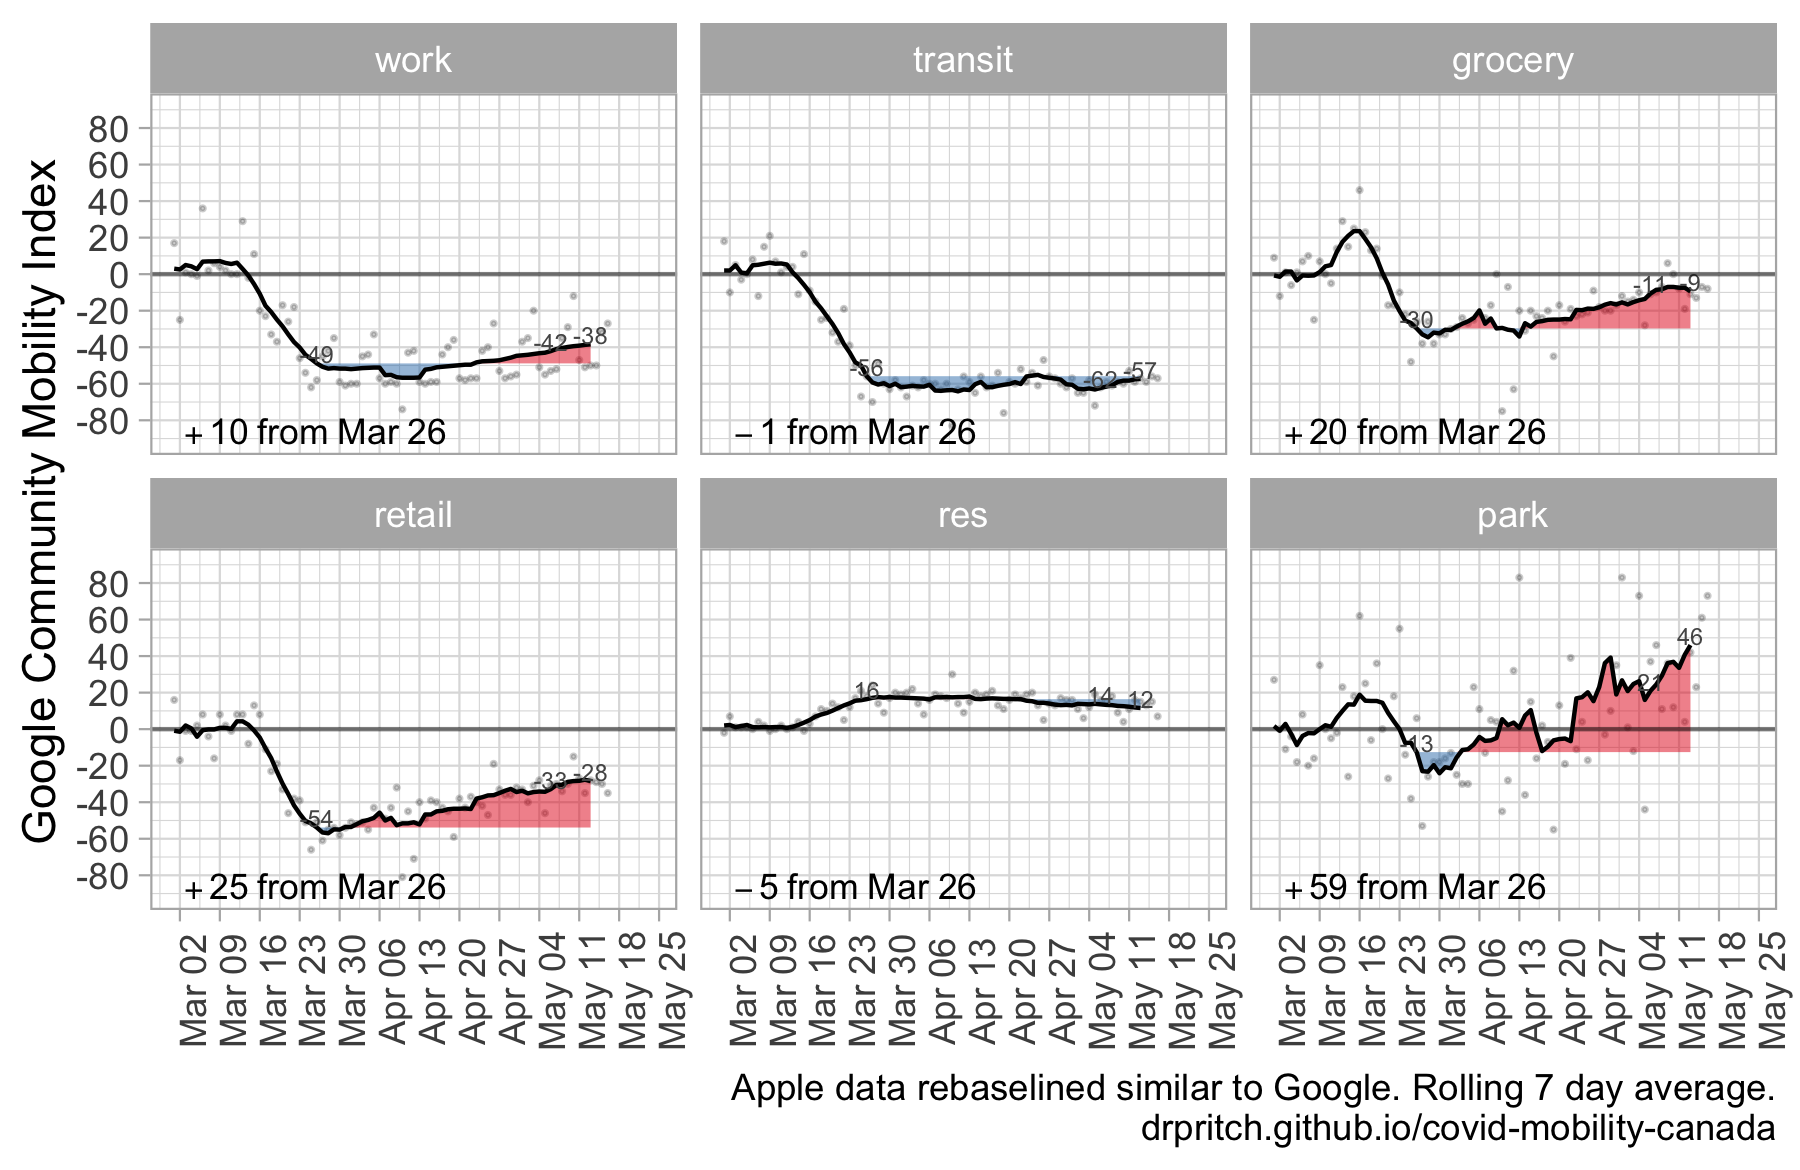 work transit grocery
Google Community Mobility Index
80
60
40
20
0
-20
-40
-60
-80
-49 -42 -38
+ 10 from Mar 26
-56 -62 -57
− 1 from Mar 26
-30 -11 -9
+ 20 from Mar 26
retail res park
80
60
40
20
0
-20
-40
-60
-80
-54 -33 -28
+ 25 from Mar 26
16 14 12
− 5 from Mar 26
-13 21 46
+ 59 from Mar 26
Mar 02 Mar 09 Mar 16 Mar 23 Mar 30 Apr 06 Apr 13 Apr 20 Apr 27 May 04 May 11 May 18 May 25
Mar 02 Mar 09 Mar 16 Mar 23 Mar 30 Apr 06 Apr 13 Apr 20 Apr 27 May 04 May 11 May 18 May 25
Mar 02 Mar 09 Mar 16 Mar 23 Mar 30 Apr 06 Apr 13 Apr 20 Apr 27 May 04 May 11 May 18 May 25
Apple data rebaselined similar to Google. Rolling 7 day average.
drpritch.github.io/covid-mobility-canada